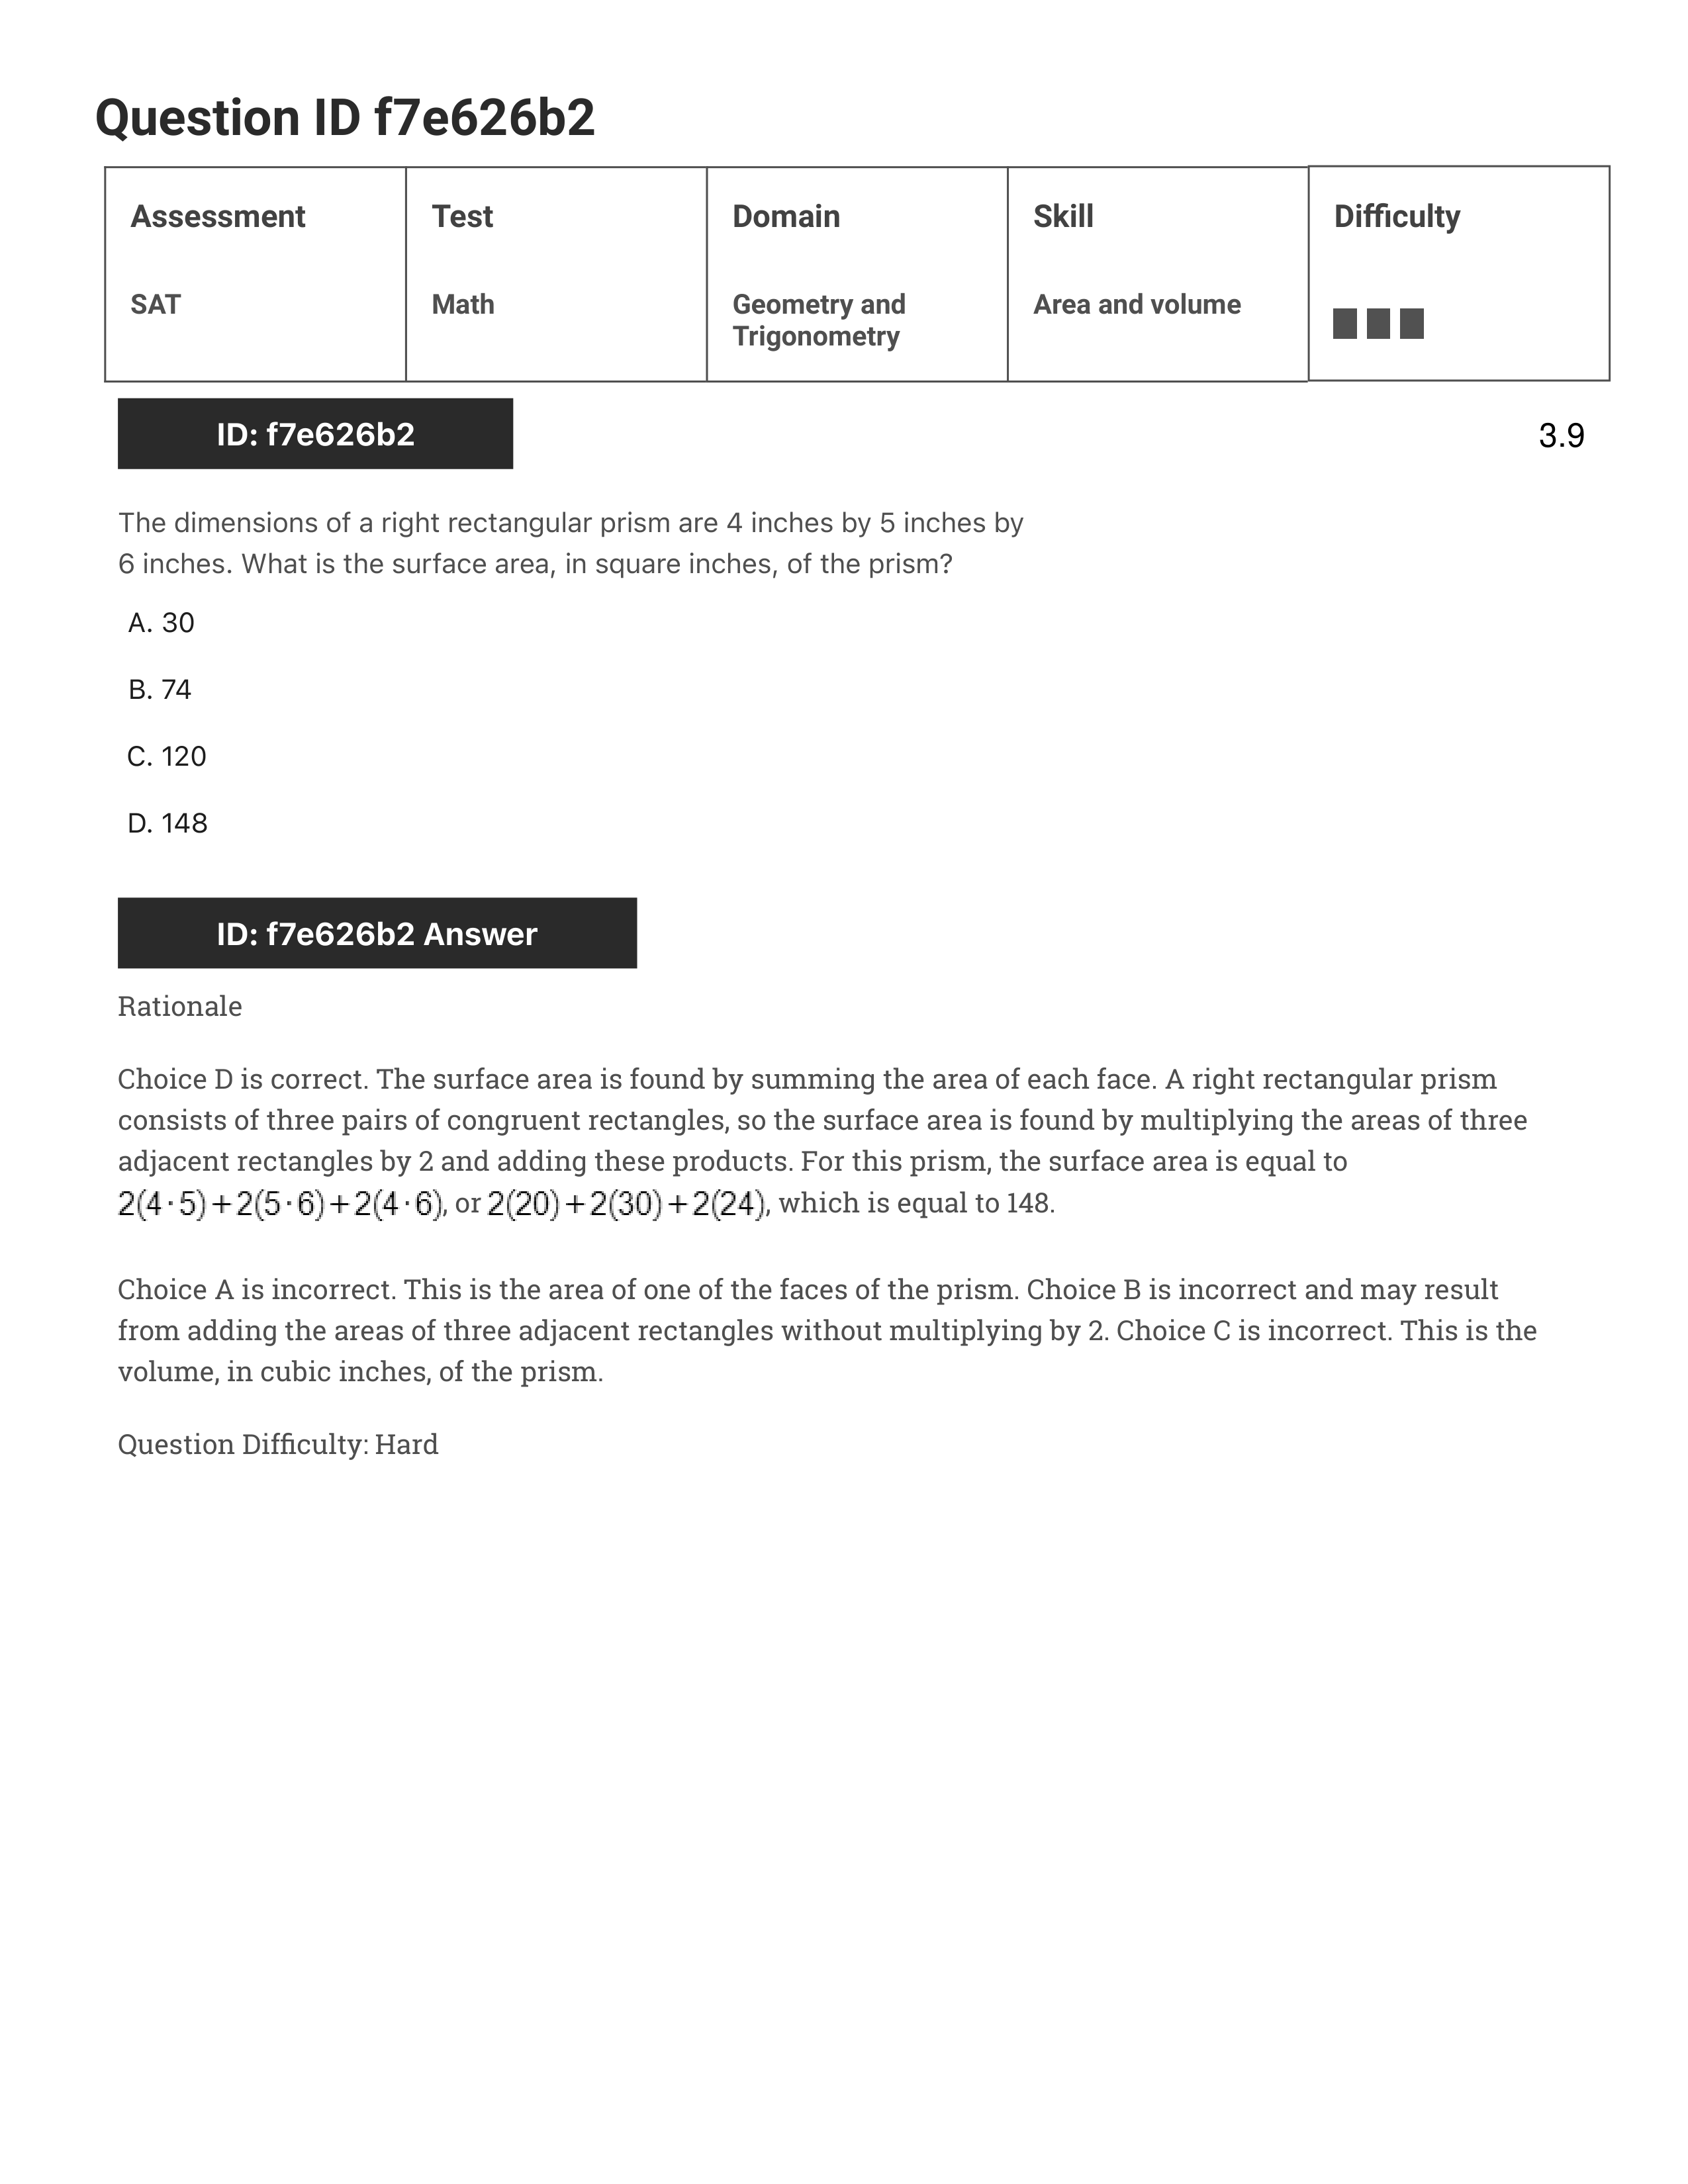 Question ID f7e626b2
Assessment Test Domain Skill Difficulty
SAT Math Geometry and Trigonometry Area and volume
ID: f7e626b2
3.9
The dimensions of a right rectangular prism are 4 inches by 5 inches by
6 inches. What is the surface area, in square inches, of the prism?
A. 30
B. 74
C. 120
D. 148
ID: f7e626b2 Answer
Rationale
Choice D is correct. The surface area is found by summing the area of each face. A right rectangular prism
consists of three pairs of congruent rectangles, so the surface area is found by multiplying the areas of three
adjacent rectangles by 2 and adding these products. For this prism, the surface area is equal to
2(4·5)+2(5·6)+2(4·6), or 2(20)+2(30)+2(24), which is equal to 148.
Choice A is incorrect. This is the area of one of the faces of the prism. Choice B is incorrect and may result
from adding the areas of three adjacent rectangles without multiplying by 2. Choice C is incorrect. This is the
volume, in cubic inches, of the prism.
Question Difficulty: Hard